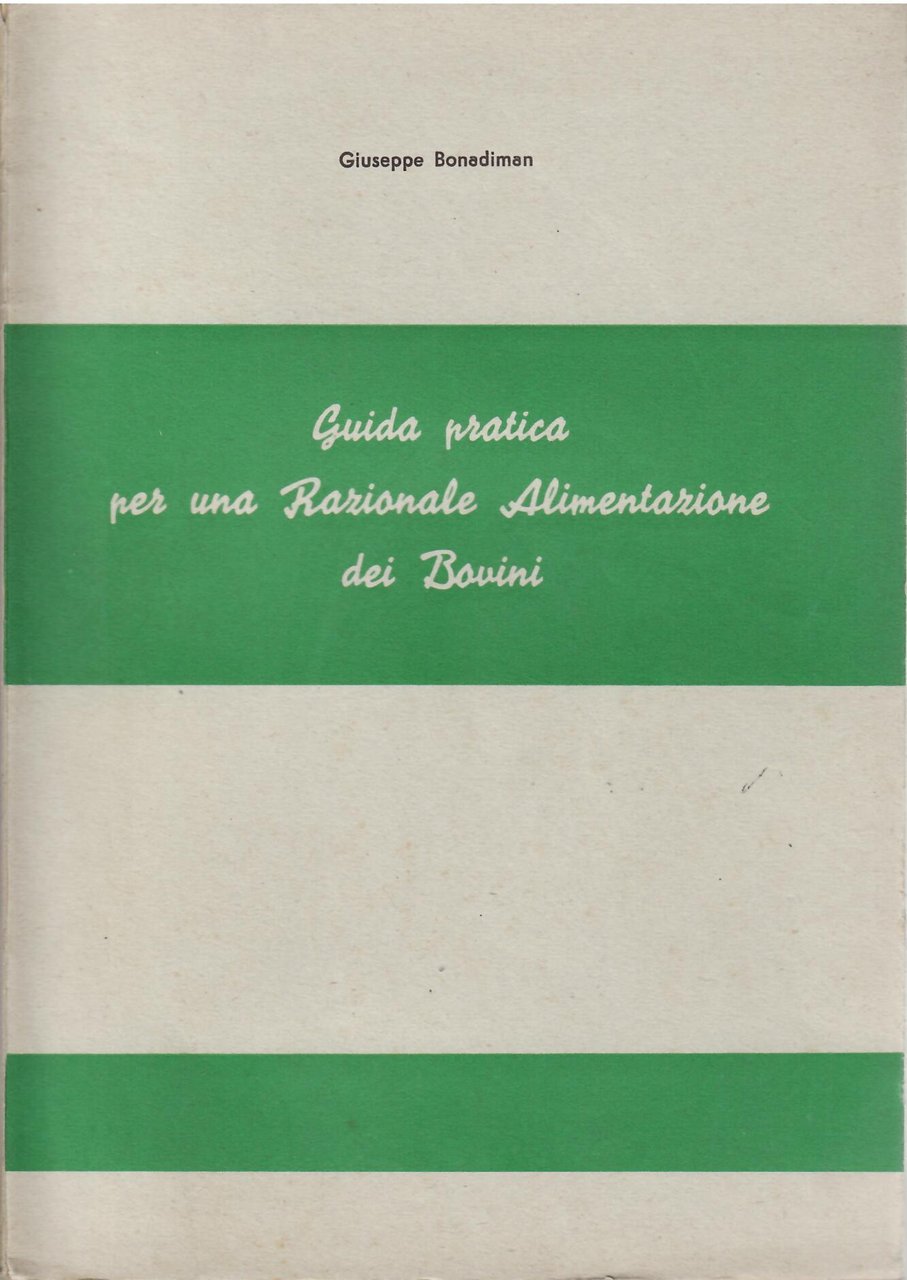 Giuseppe Bonadiman
Guida pratica
per una Razionale Alimentazione
dei Bovini